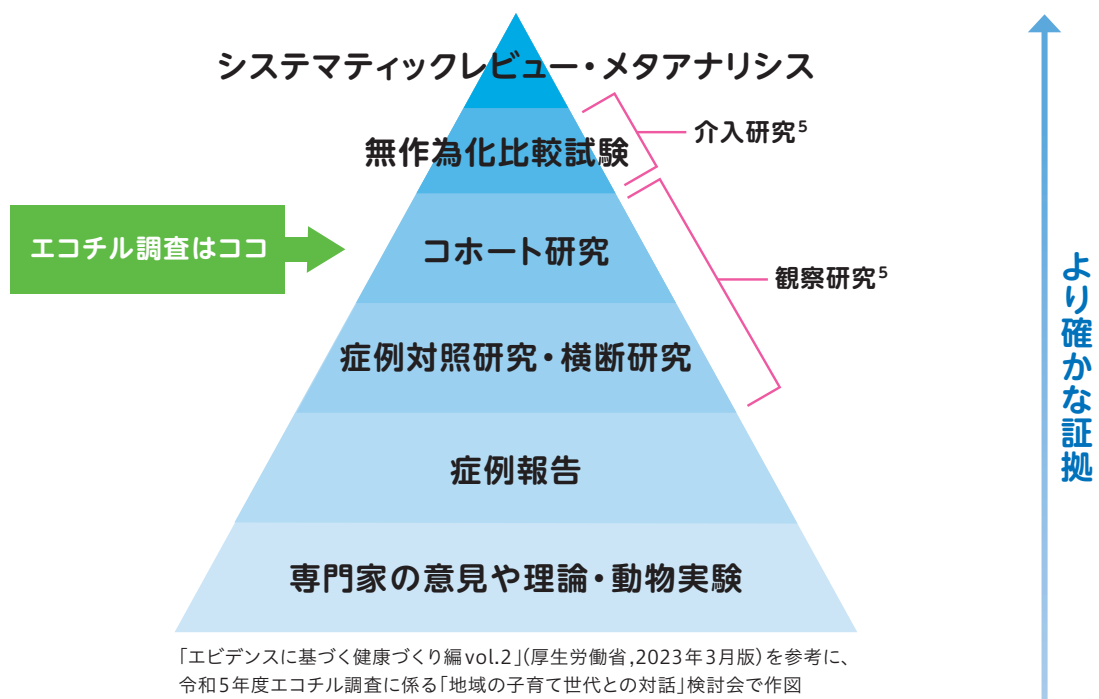 システマティックレビュー・メタアナリシス
介入研究5
無作為化比較試験
エコチル調査はココ
コホート研究
観察研究5
症例対照研究・横断研究
症例報告
専門家の意見や理論・動物実験
より確かな証拠
「エビデンスに基づく健康づくり編vol.2」(厚生労働省,2023年3月版)を参考に、
令和5年度エコチル調査に係る「地域の子育て世代との対話」検討会で作図